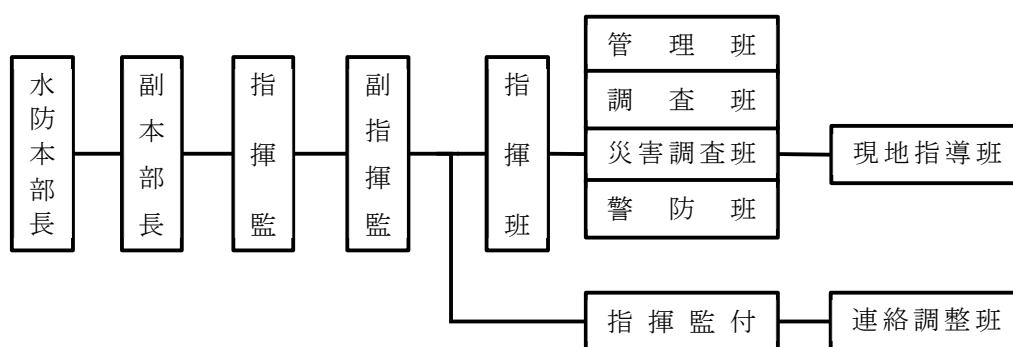 水防本部長
副本部長
指揮監
副指揮監
指揮班
管理班
調査班
災害調査班
警防班
現地指導班
指揮監付
連絡調整班